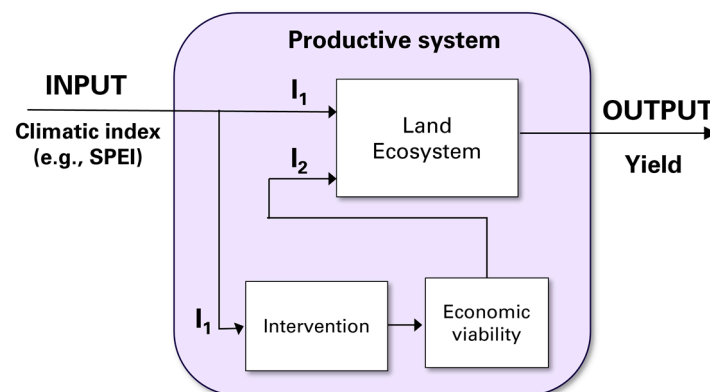 Productive system
INPUT
I₁
Climatic index
(e.g., SPEI)
Land
Ecosystem
OUTPUT
Yield
I₂
I₁
Intervention
Economic
viability